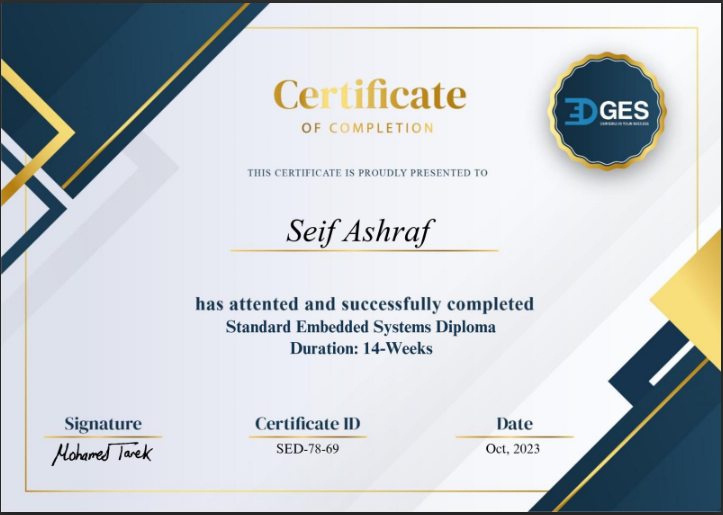 Certificate
OF COMPLETION
EDGES
THIS CERTIFICATE IS PROUDLY PRESENTED TO
Seif Ashraf
has attented and successfully completed
Standard Embedded Systems Diploma
Duration: 14-Weeks
Signature
Certificate ID
Date
Mohamed Tarek
SED-78-69
Oct, 2023